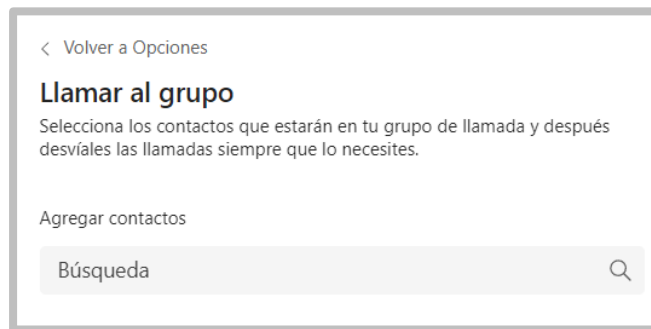 Volver a Opciones
Llamar al grupo
Selecciona los contactos que estarán en tu grupo de llamada y después
desvíales las llamadas siempre que lo necesites.
Agregar contactos
Búsqueda